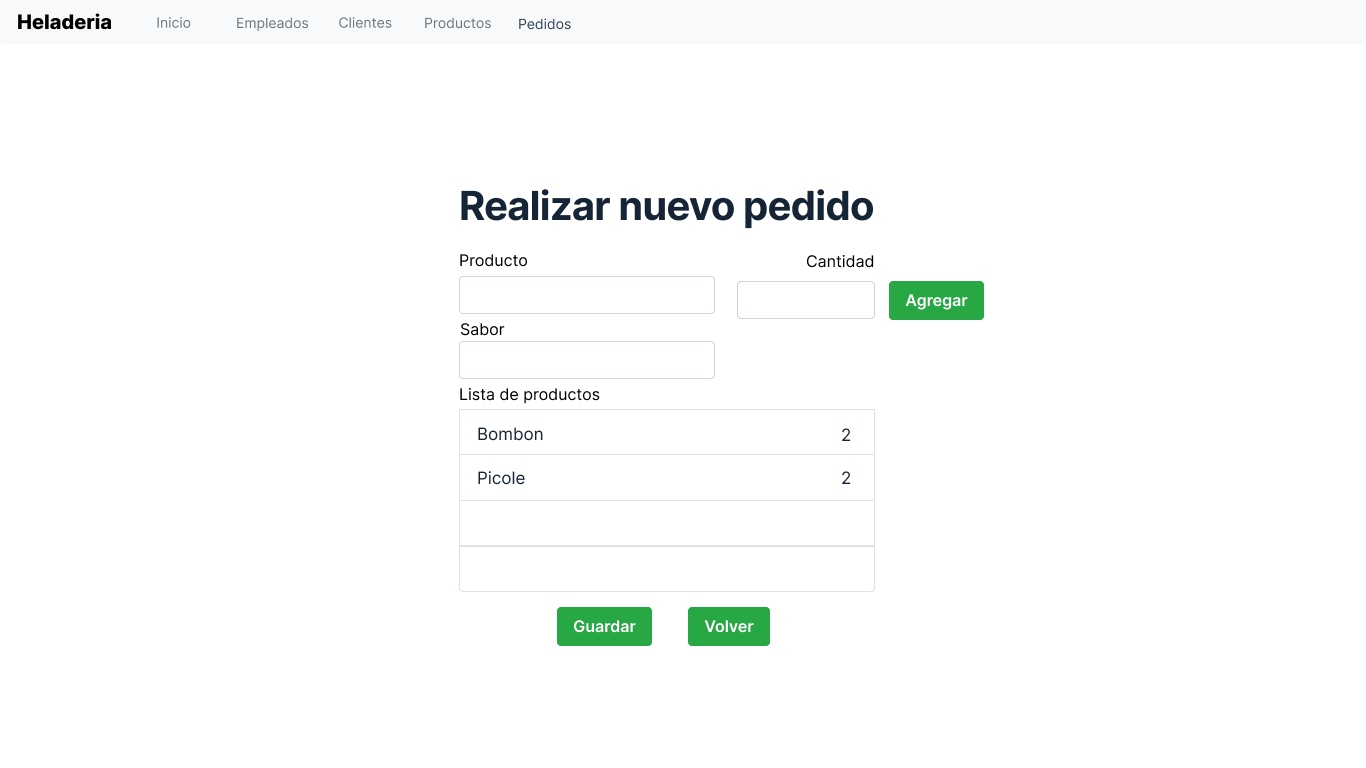 Heladeria Inicio Empleados Clientes Productos Pedidos
Realizar nuevo pedido
Producto Cantidad
Agregar
Sabor
Lista de productos
Bombon 2
Picole 2
Guardar Volver